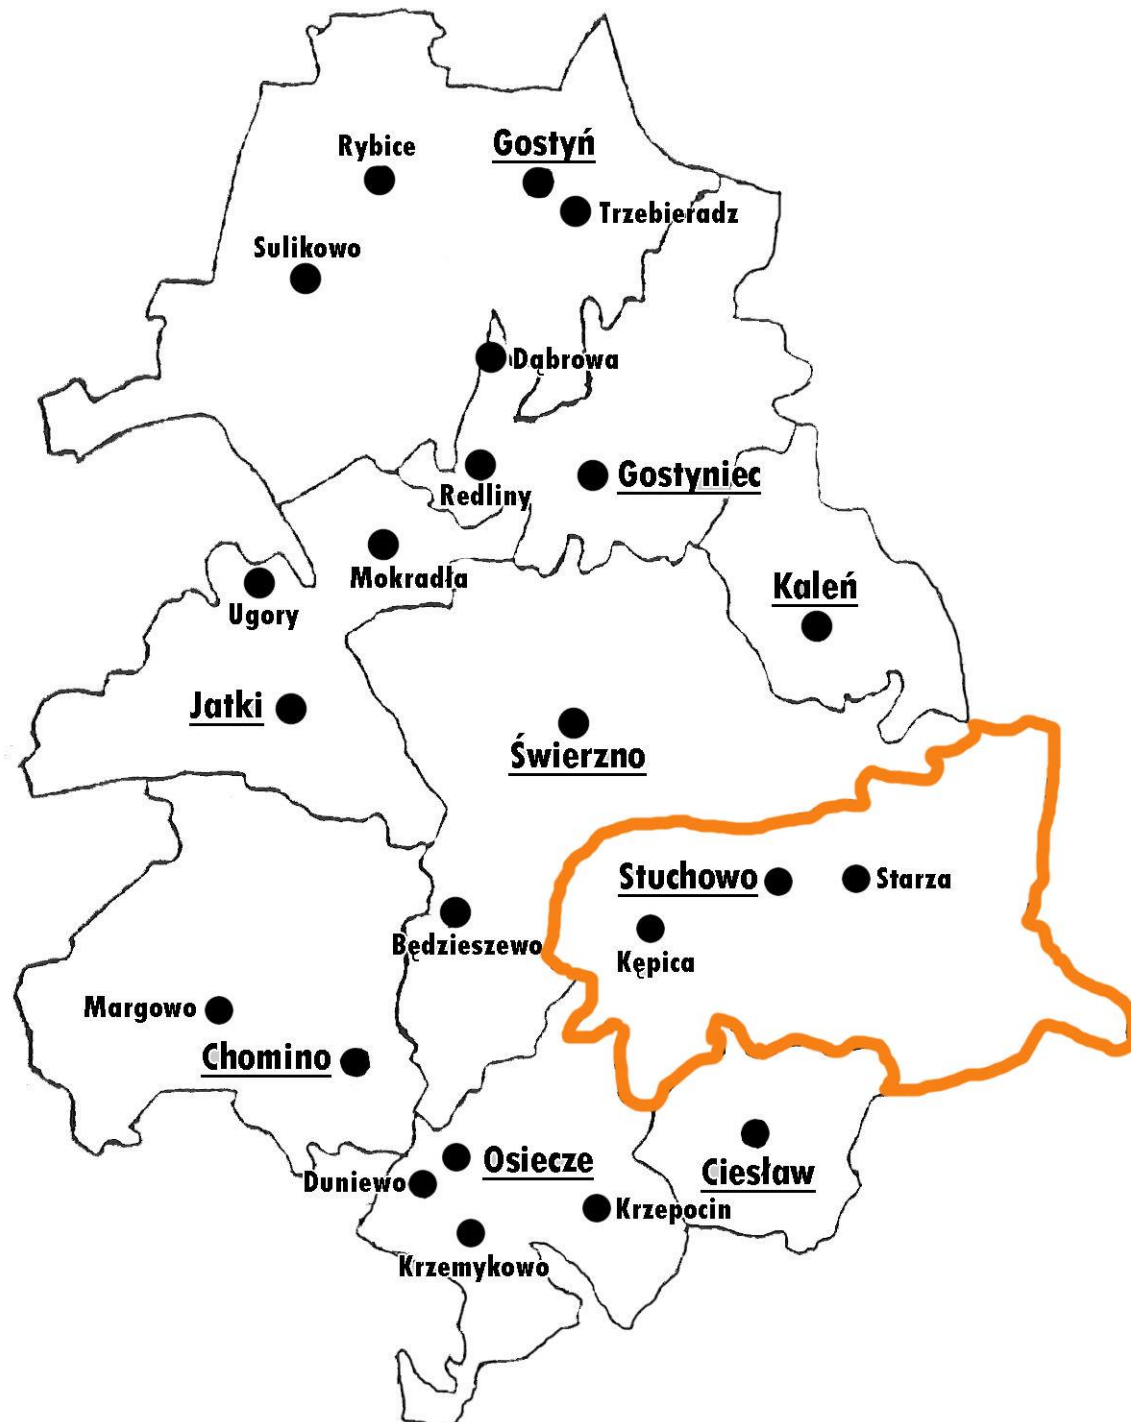 Rybice
Gostyń
Trzebieradz
Sulikowo
Dąbrowa
Gostyniec
Redliny
Mokradła
Kaleń
Ugory
Jatki
Świerzno
Stuchowo
Starza
Będzieszewo
Kępica
Margowo
Chomino
Osiecze
Ciesław
Duniewo
Krzepocin
Krzemykowo